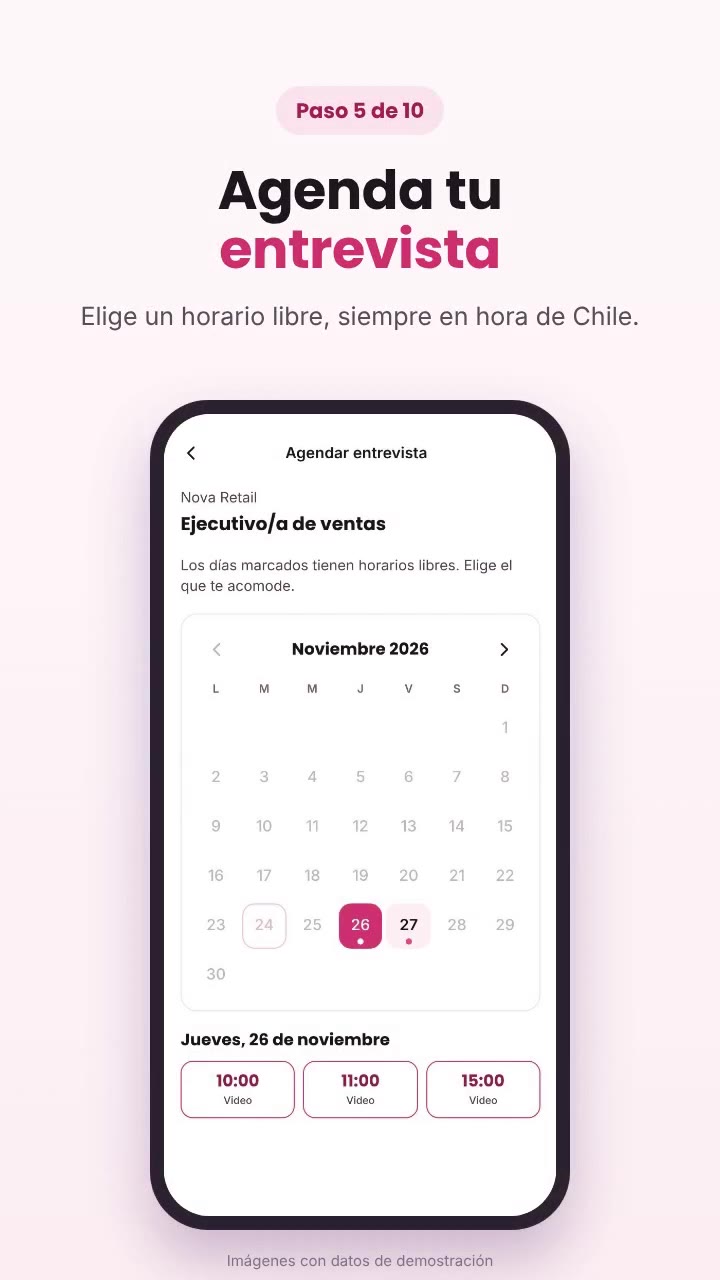 Paso 5 de 10
Agenda tu
entrevista
Elige un horario libre, siempre en hora de Chile.
Agendar entrevista
Nova Retail
Ejecutivo/a de ventas
Los días marcados tienen horarios libres. Elige el
que te acomode.
Noviembre 2026
L M M J V S D
1
2 3 4 5 6 7 8
9 10 11 12 13 14 15
16 17 18 19 20 21 22
23 24 25 26 27 28 29
30
Jueves, 26 de noviembre
10:00 11:00 15:00
Video Video Video
Imágenes con datos de demostración